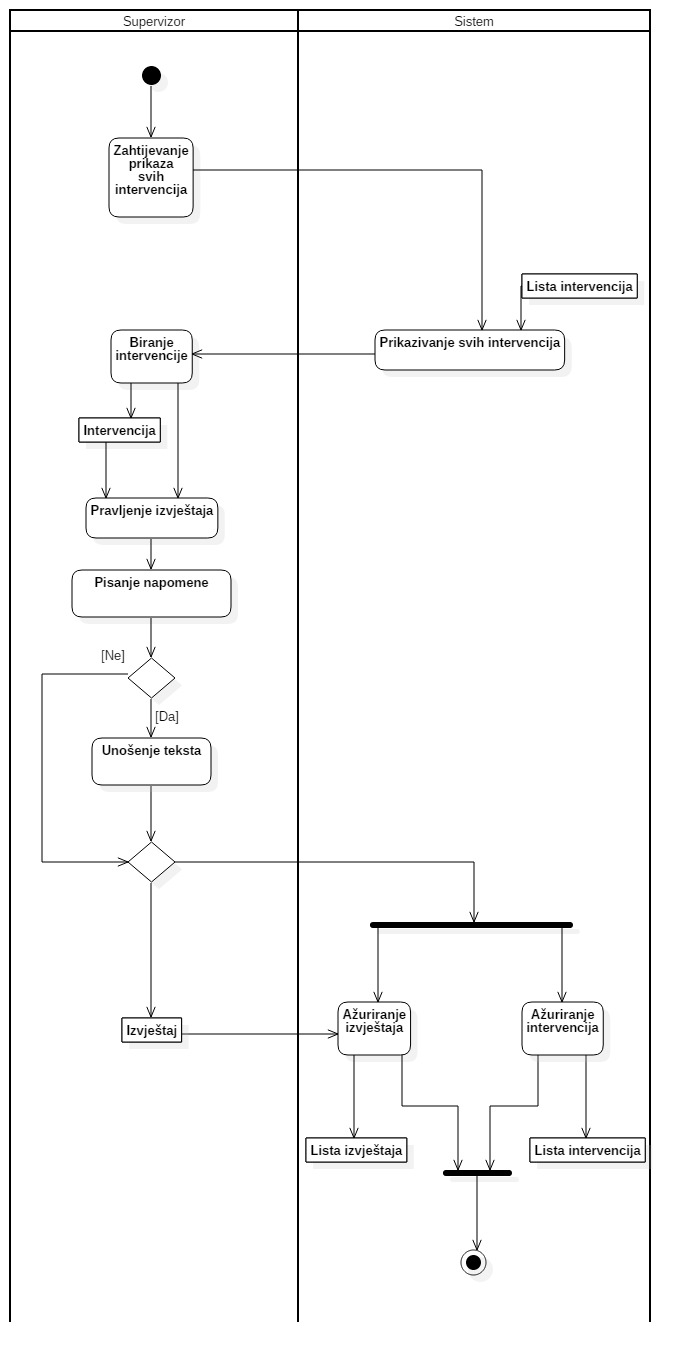 Supervizor
Sistem
Zahtijevanje
prikaza
svih
intervencija
Lista intervencija
Biranje
intervencije
Prikazivanje svih intervencija
Intervencija
Pravljenje izvještaja
Pisanje napomene
[Ne]
[Da]
Unošenje teksta
Izvještaj
Ažuriranje
izvještaja
Ažuriranje
intervencija
Lista izvještaja
Lista intervencija